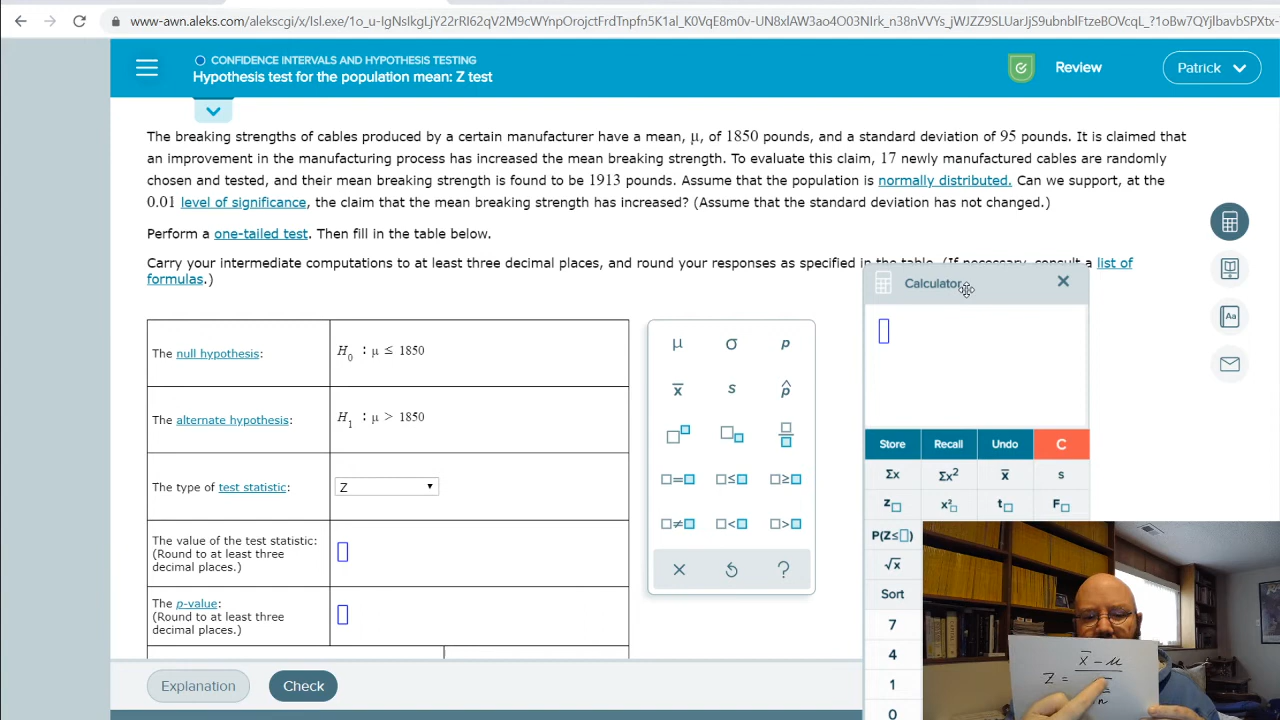 www-awn.aleks.com/alekscgi/x/Isl.exe/1o_u-IgNsIkgLjY22rRI62qV2M9cWYnpOrojctFrdTnpfn5K1al_K0VqE8m0v-UN8xlAW3ao4O03NIrk_n38nVVYs_jWJZZ9SLUarJjS9ubnblFtzeBOVcqL_?1oBw7QYjlbavbSPXtx-
CONFIDENCE INTERVALS AND HYPOTHESIS TESTING
Hypothesis test for the population mean: Z test
Review
Patrick
The breaking strengths of cables produced by a certain manufacturer have a mean, μ, of 1850 pounds, and a standard deviation of 95 pounds. It is claimed that
an improvement in the manufacturing process has increased the mean breaking strength. To evaluate this claim, 17 newly manufactured cables are randomly
chosen and tested, and their mean breaking strength is found to be 1913 pounds. Assume that the population is normally distributed. Can we support, at the
0.01 level of significance, the claim that the mean breaking strength has increased? (Assume that the standard deviation has not changed.)
Perform a one-tailed test. Then fill in the table below.
Carry your intermediate computations to at least three decimal places, and round your responses as specified in the table. (If necessary, consult a list of
formulas.)
The null hypothesis:
H0 : μ ≤ 1850
The alternate hypothesis:
H1 : μ > 1850
The type of test statistic:
Z
The value of the test statistic:
(Round to at least three
decimal places.)
The p-value:
(Round to at least three
decimal places.)
μ σ p
x̄ s p̂
□=□ □≤□ □≥□
□≠□ □<□ □>□
× ?
Calculator
Store Recall Undo C
Σx Σx² x̄ s
z□ x²□ t□ F□
P(Z≤□)
√x
Sort
7
4
1
0
Explanation
Check
Aa
x̄ - μ
Z =
n